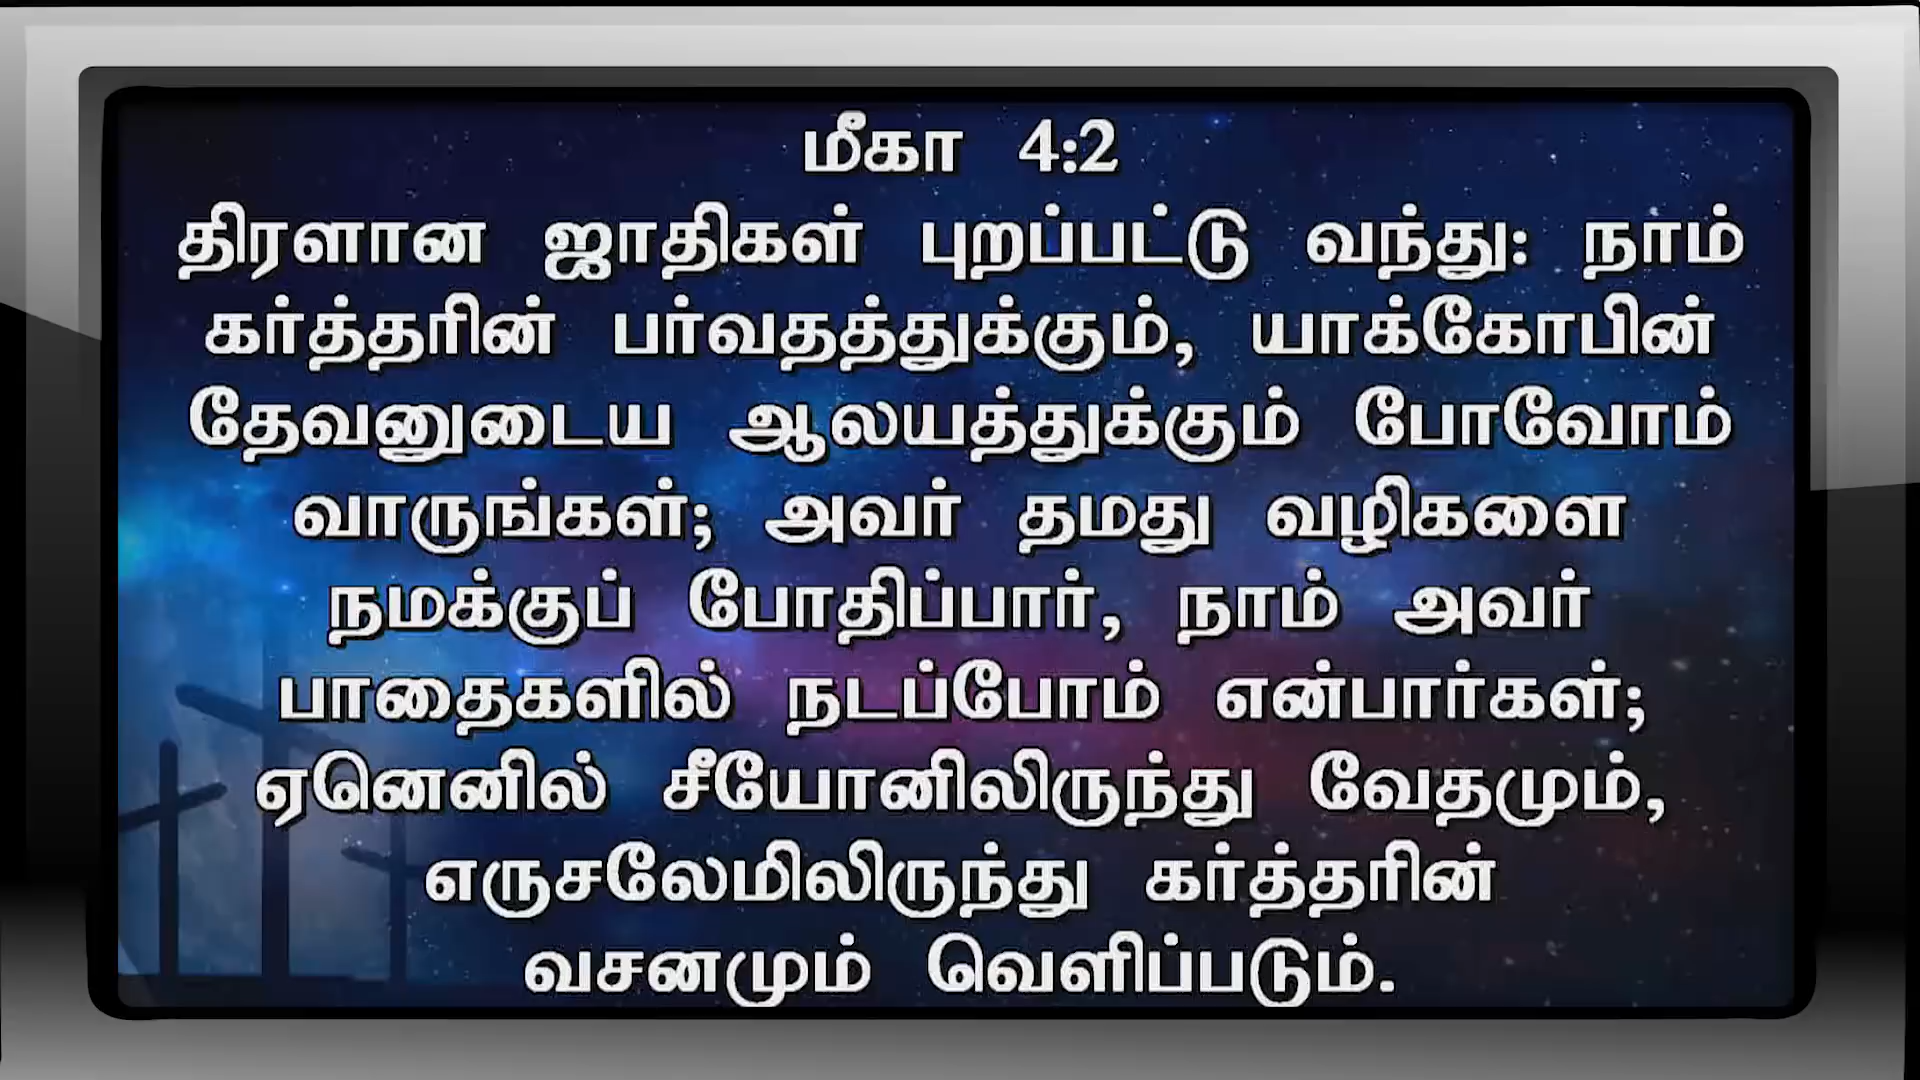 மீகா 4:2
திரளான ஜாதிகள் புறப்பட்டு வந்து: நாம்
கர்த்தரின் பர்வதத்துக்கும், யாக்கோபின்
தேவனுடைய ஆலயத்துக்கும் போவோம்
வாருங்கள்; அவர் தமது வழிகளை
நமக்குப் போதிப்பார், நாம் அவர்
பாதைகளில் நடப்போம் என்பார்கள்;
ஏனெனில் சீயோனிலிருந்து வேதமும்,
எருசலேமிலிருந்து கர்த்தரின்
வசனமும் வெளிப்படும்.